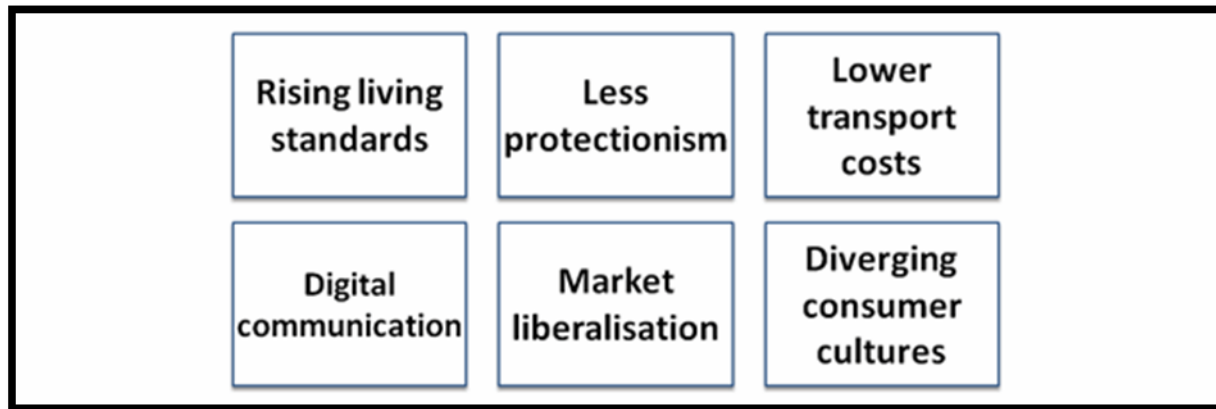 Rising living
standards
Less
protectionism
Lower
transport
costs
Digital
communication
Market
liberalisation
Diverging
consumer
cultures